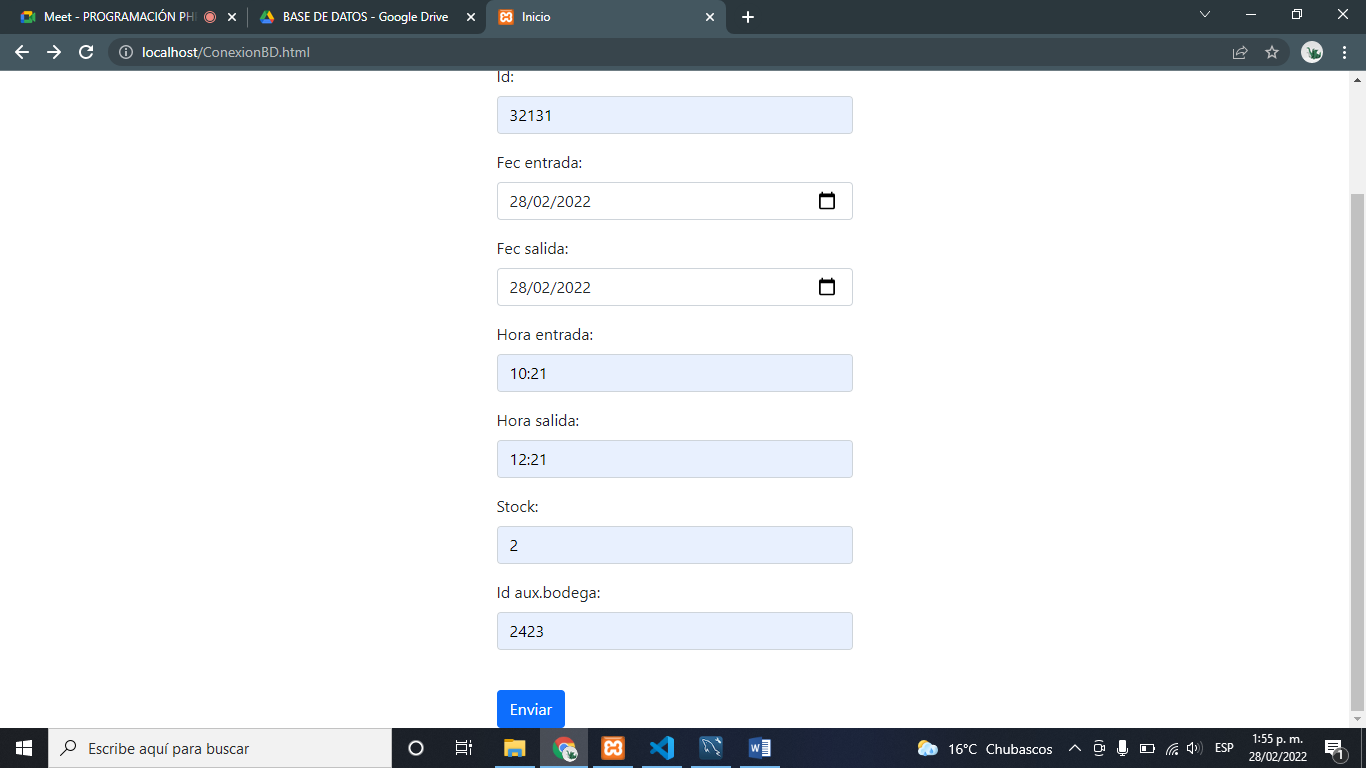 Meet - PROGRAMACIÓN PH
BASE DE DATOS - Google Drive
Inicio
localhost/ConexionBD.html
Id:
32131
Fec entrada:
28/02/2022
Fec salida:
28/02/2022
Hora entrada:
10:21
Hora salida:
12:21
Stock:
2
Id aux.bodega:
2423
Enviar
Escribe aquí para buscar
16°C Chubascos
ESP
1:55 p. m.
28/02/2022
1